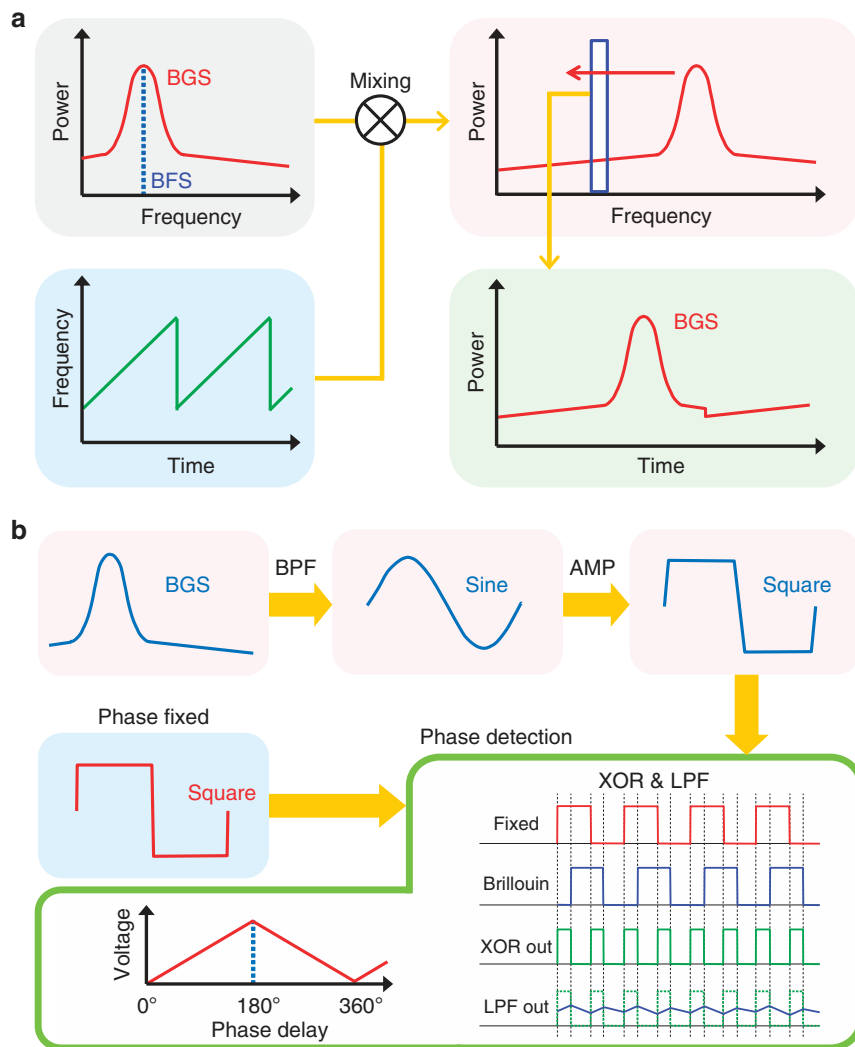 a
Power
BGS
BFS
Frequency
Mixing
Power
Frequency
Frequency
Time
Power
BGS
Time
b
BGS
BPF
Sine
AMP
Square
Phase fixed
Square
Phase detection
XOR & LPF
Fixed
Brillouin
XOR out
LPF out
Voltage
0° 180° 360°
Phase delay